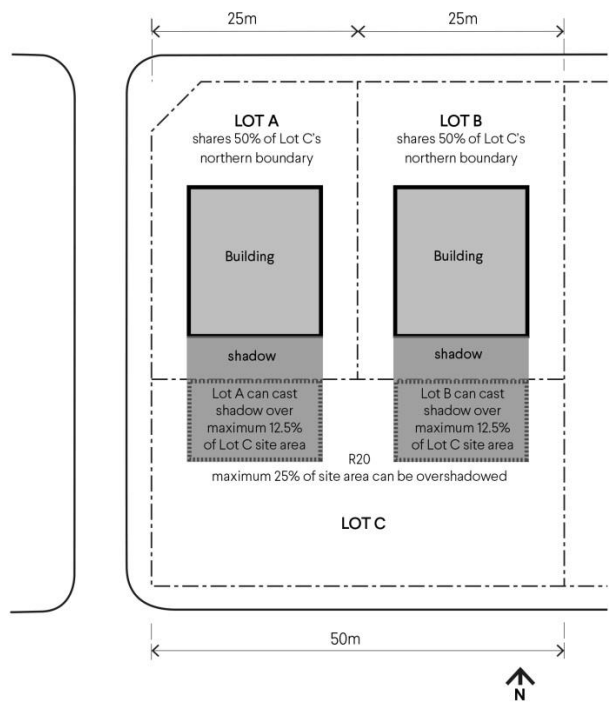 25m
25m
LOT A
shares 50% of Lot C's
northern boundary
LOT B
shares 50% of Lot C's
northern boundary
Building
Building
shadow
shadow
Lot A can cast
shadow over
maximum 12.5%
of Lot C site area
Lot B can cast
shadow over
maximum 12.5%
of Lot C site area
R20
maximum 25% of site area can be overshadowed
LOT C
50m
N